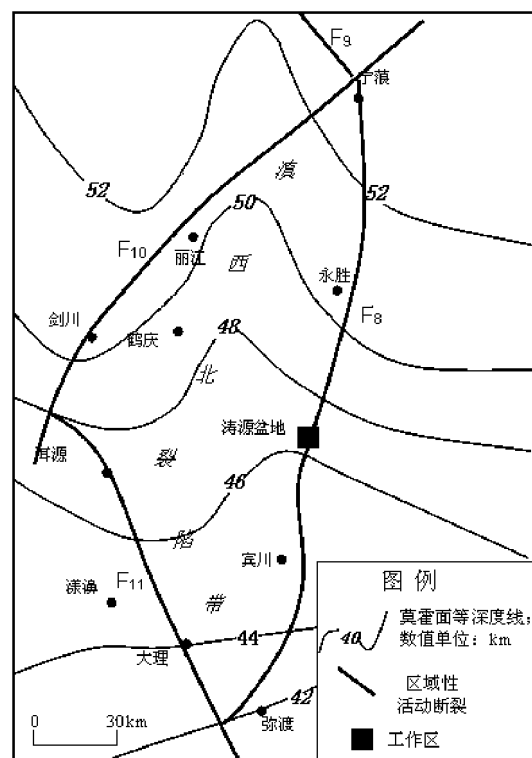 F9
宁蒗
52
滇
52
50
F10
丽江
西
永胜
剑川
鹤庆
48
F8
北
涛源盆地
洱源
裂
46
陷
宾川
漾濞
F11
带
大理
44
42
弥渡
0 30km
图 例
40
莫霍面等深度线;
数值单位: km
区域性
活动断裂
工作区